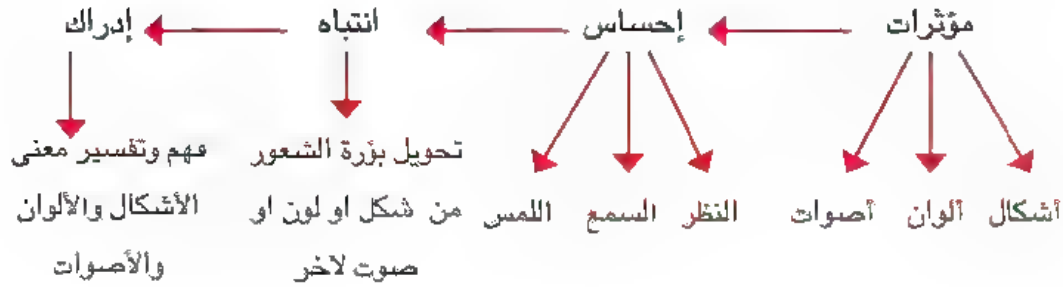 مؤثرات إحساس انتباه إدراك
أشكال ألوان أصوات
النظر السمع اللمس
تحويل بؤرة الشعور
من شكل او لون او
صوت لاخر
فهم وتفسير معنى
الأشكال والألوان
والأصوات